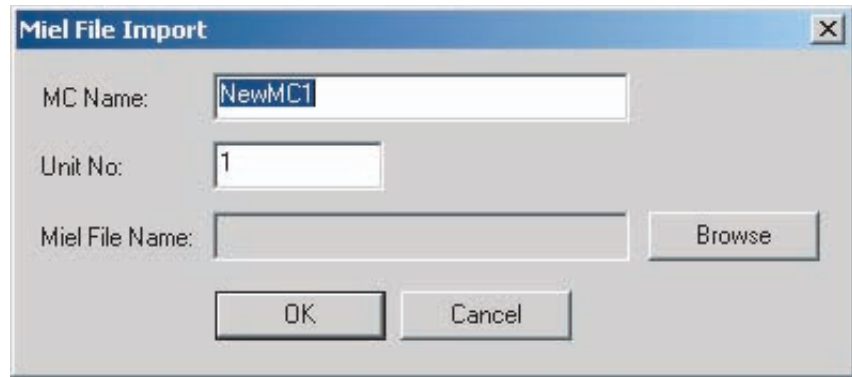 Miel File Import
MC Name: NewMC1
Unit No: 1
Miel File Name: Browse
OK Cancel